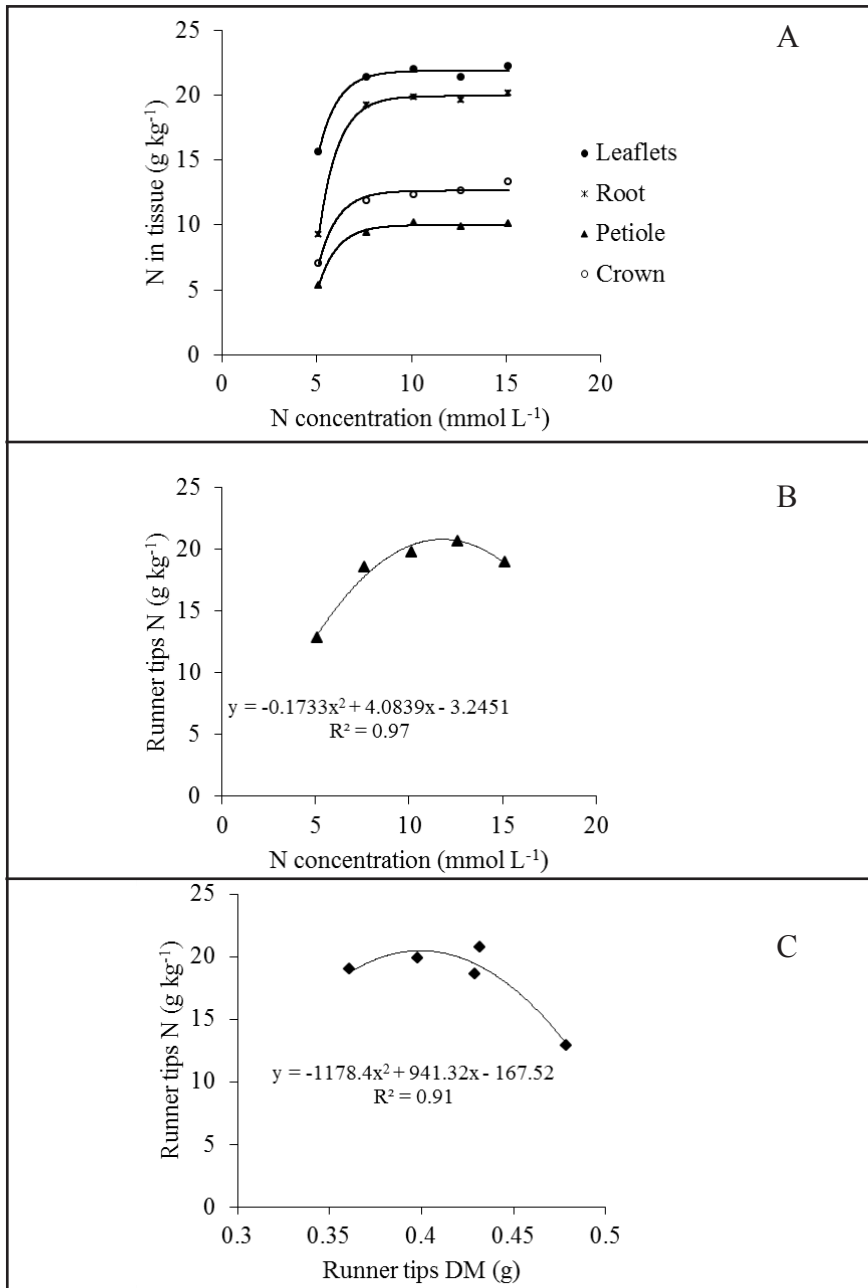 A
25
20
15
10
5
0
N in tissue (g kg⁻¹)
0 5 10 15 20
N concentration (mmol L⁻¹)
Leaflets
Root
Petiole
Crown
B
25
20
15
10
5
0
Runner tips N (g kg⁻¹)
y = -0.1733x² + 4.0839x - 3.2451
R² = 0.97
0 5 10 15 20
N concentration (mmol L⁻¹)
C
25
20
15
10
5
0
Runner tips N (g kg⁻¹)
y = -1178.4x² + 941.32x - 167.52
R² = 0.91
0.3 0.35 0.4 0.45 0.5
Runner tips DM (g)